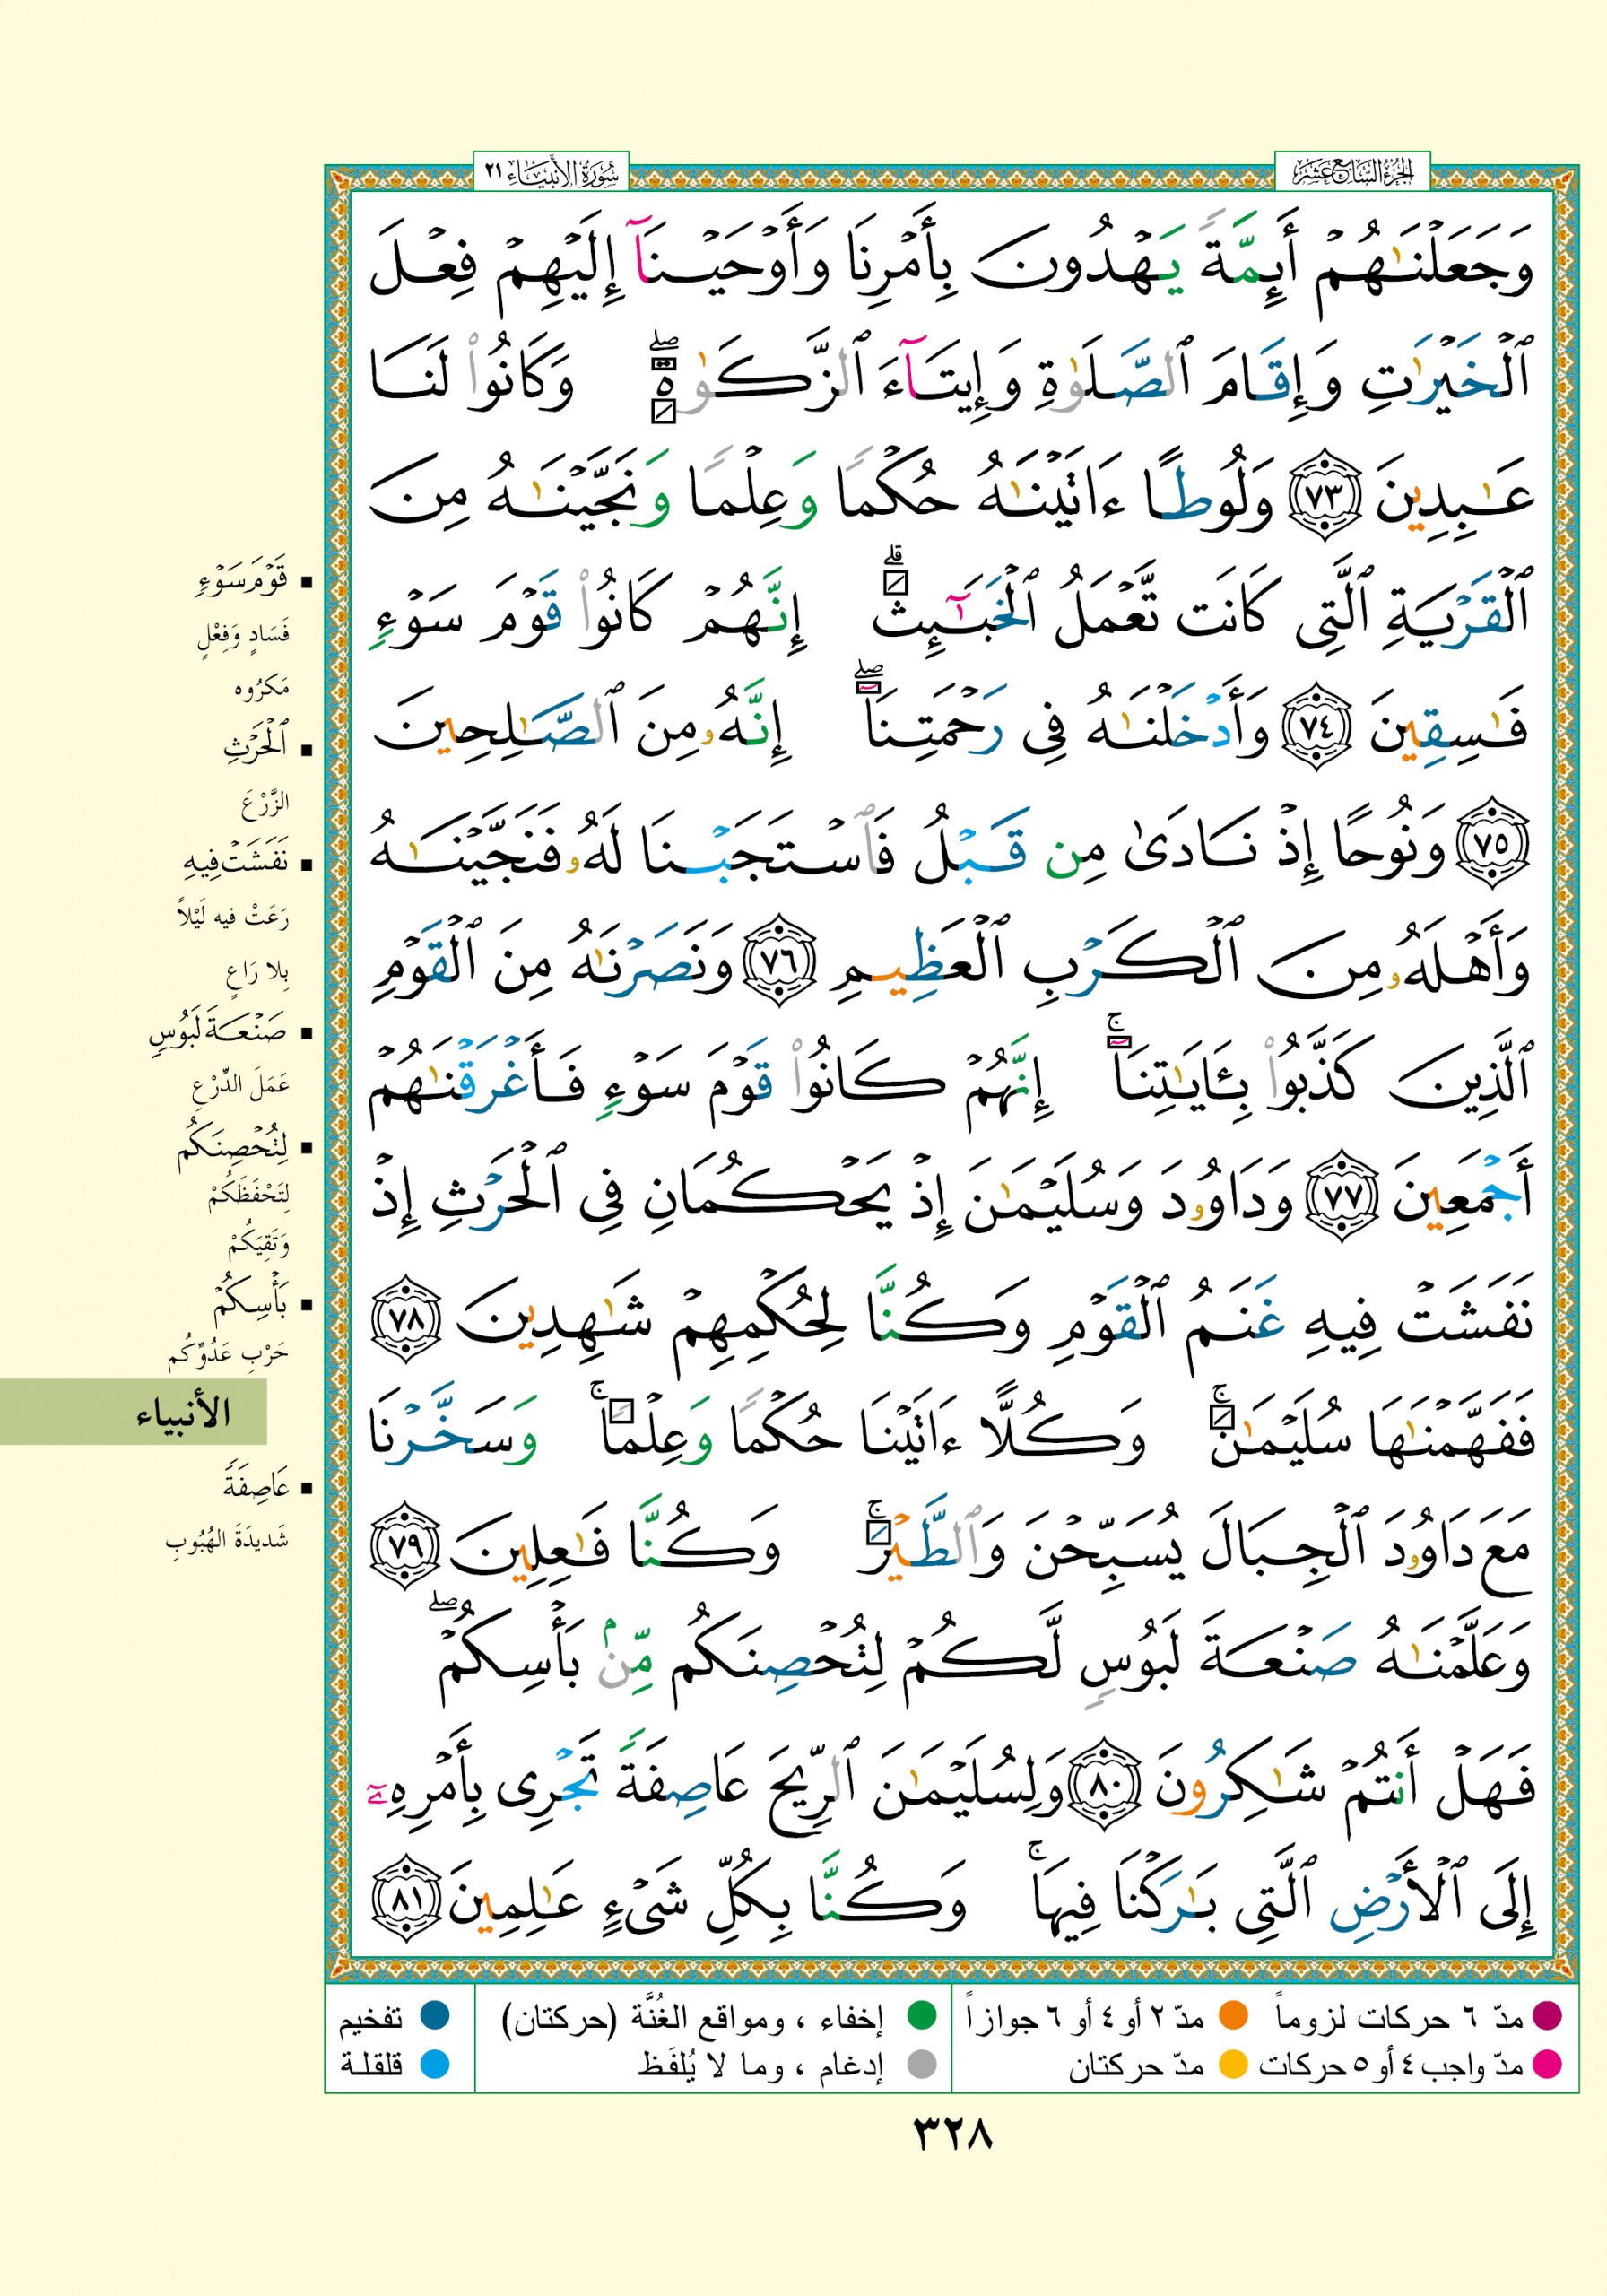 الجزء السابع عشر
سورة الأنبياء ٢١
وَجَعَلْنَٰهُمْ أَئِمَّةً يَهْدُونَ بِأَمْرِنَا وَأَوْحَيْنَآ إِلَيْهِمْ فِعْلَ
ٱلْخَيْرَٰتِ وَإِقَامَ ٱلصَّلَوٰةِ وَإِيتَآءَ ٱلزَّكَوٰةِ ۖ وَكَانُوا۟ لَنَا
عَٰبِدِينَ ٧٣ وَلُوطًا ءَاتَيْنَٰهُ حُكْمًا وَعِلْمًا وَنَجَّيْنَٰهُ مِنَ
ٱلْقَرْيَةِ ٱلَّتِى كَانَت تَّعْمَلُ ٱلْخَبَٰٓئِثَ ۗ إِنَّهُمْ كَانُوا۟ قَوْمَ سَوْءٍ
فَٰسِقِينَ ٧٤ وَأَدْخَلْنَٰهُ فِى رَحْمَتِنَآ ۖ إِنَّهُۥ مِنَ ٱلصَّٰلِحِينَ
٧٥ وَنُوحًا إِذْ نَادَىٰ مِن قَبْلُ فَٱسْتَجَبْنَا لَهُۥ فَنَجَّيْنَٰهُ
وَأَهْلَهُۥ مِنَ ٱلْكَرْبِ ٱلْعَظِيمِ ٧٦ وَنَصَرْنَٰهُ مِنَ ٱلْقَوْمِ
ٱلَّذِينَ كَذَّبُوا۟ بِـَٔايَٰتِنَآ ۚ إِنَّهُمْ كَانُوا۟ قَوْمَ سَوْءٍ فَأَغْرَقْنَٰهُمْ
أَجْمَعِينَ ٧٧ وَدَاوُۥدَ وَسُلَيْمَٰنَ إِذْ يَحْكُمَانِ فِى ٱلْحَرْثِ إِذْ
نَفَشَتْ فِيهِ غَنَمُ ٱلْقَوْمِ وَكُنَّا لِحُكْمِهِمْ شَٰهِدِينَ ٧٨
فَفَهَّمْنَٰهَا سُلَيْمَٰنَ ۚ وَكُلًّا ءَاتَيْنَا حُكْمًا وَعِلْمًا ۚ وَسَخَّرْنَا
مَعَ دَاوُۥدَ ٱلْجِبَالَ يُسَبِّحْنَ وَٱلطَّيْرَ ۚ وَكُنَّا فَٰعِلِينَ ٧٩
وَعَلَّمْنَٰهُ صَنْعَةَ لَبُوسٍ لَّكُمْ لِتُحْصِنَكُم مِّنۢ بَأْسِكُمْ ۖ
فَهَلْ أَنتُمْ شَٰكِرُونَ ٨٠ وَلِسُلَيْمَٰنَ ٱلرِّيحَ عَاصِفَةً تَجْرِى بِأَمْرِهِۦٓ
إِلَى ٱلْأَرْضِ ٱلَّتِى بَٰرَكْنَا فِيهَا ۚ وَكُنَّا بِكُلِّ شَىْءٍ عَٰلِمِينَ ٨١
■ قَوْمَ سَوْءٍ
فَسَادٍ وَفِعْلٍ
مَكرُوه
■ ٱلْحَرْثِ
الزَّرْعَ
■ نَفَشَتْ فِيهِ
رَعَتْ فيه لَيْلاً
بِلا رَاعٍ
■ صَنْعَةَ لَبُوسٍ
عَمَلَ الدِّرْعِ
■ لِتُحْصِنَكُم
لِتَحْفَظَكُمْ
وَتَقِيَكُمْ
■ بَأْسِكُمْ
حَرْبِ عَدُوِّكُم
الأنبياء
■ عَاصِفَةً
شَديدَةَ الهُبُوبِ
مدّ ٦ حركات لزوماً مدّ ٢ أو ٤ أو ٦ جوازاً
مدّ واجب ٤ أو ٥ حركات مدّ حركتان
إخفاء ، ومواقع الغُنَّة (حركتان)
إدغام ، وما لا يُلفَظ
تفخيم
قلقلة
٣٢٨